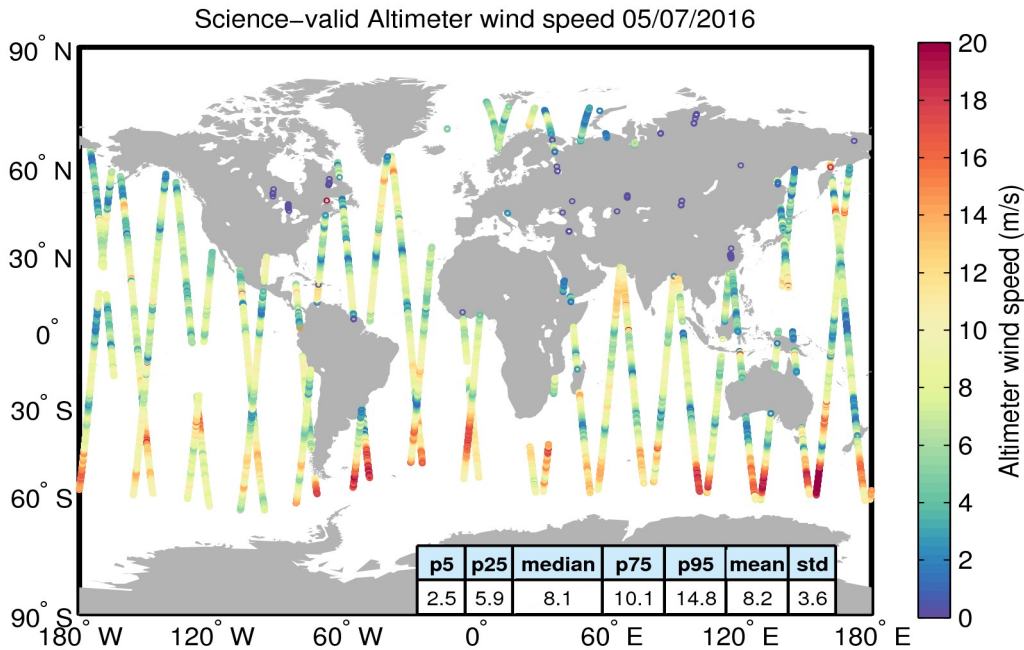 Science−valid Altimeter wind speed 05/07/2016
90° N
60° N
30° N
0°
30° S
60° S
90° S
180° W
120° W
60° W
0°
60° E
120° E
180° E
p5 p25 median p75 p95 mean std
2.5 5.9 8.1 10.1 14.8 8.2 3.6
20
18
16
14
12
10
8
6
4
2
0
Altimeter wind speed (m/s)